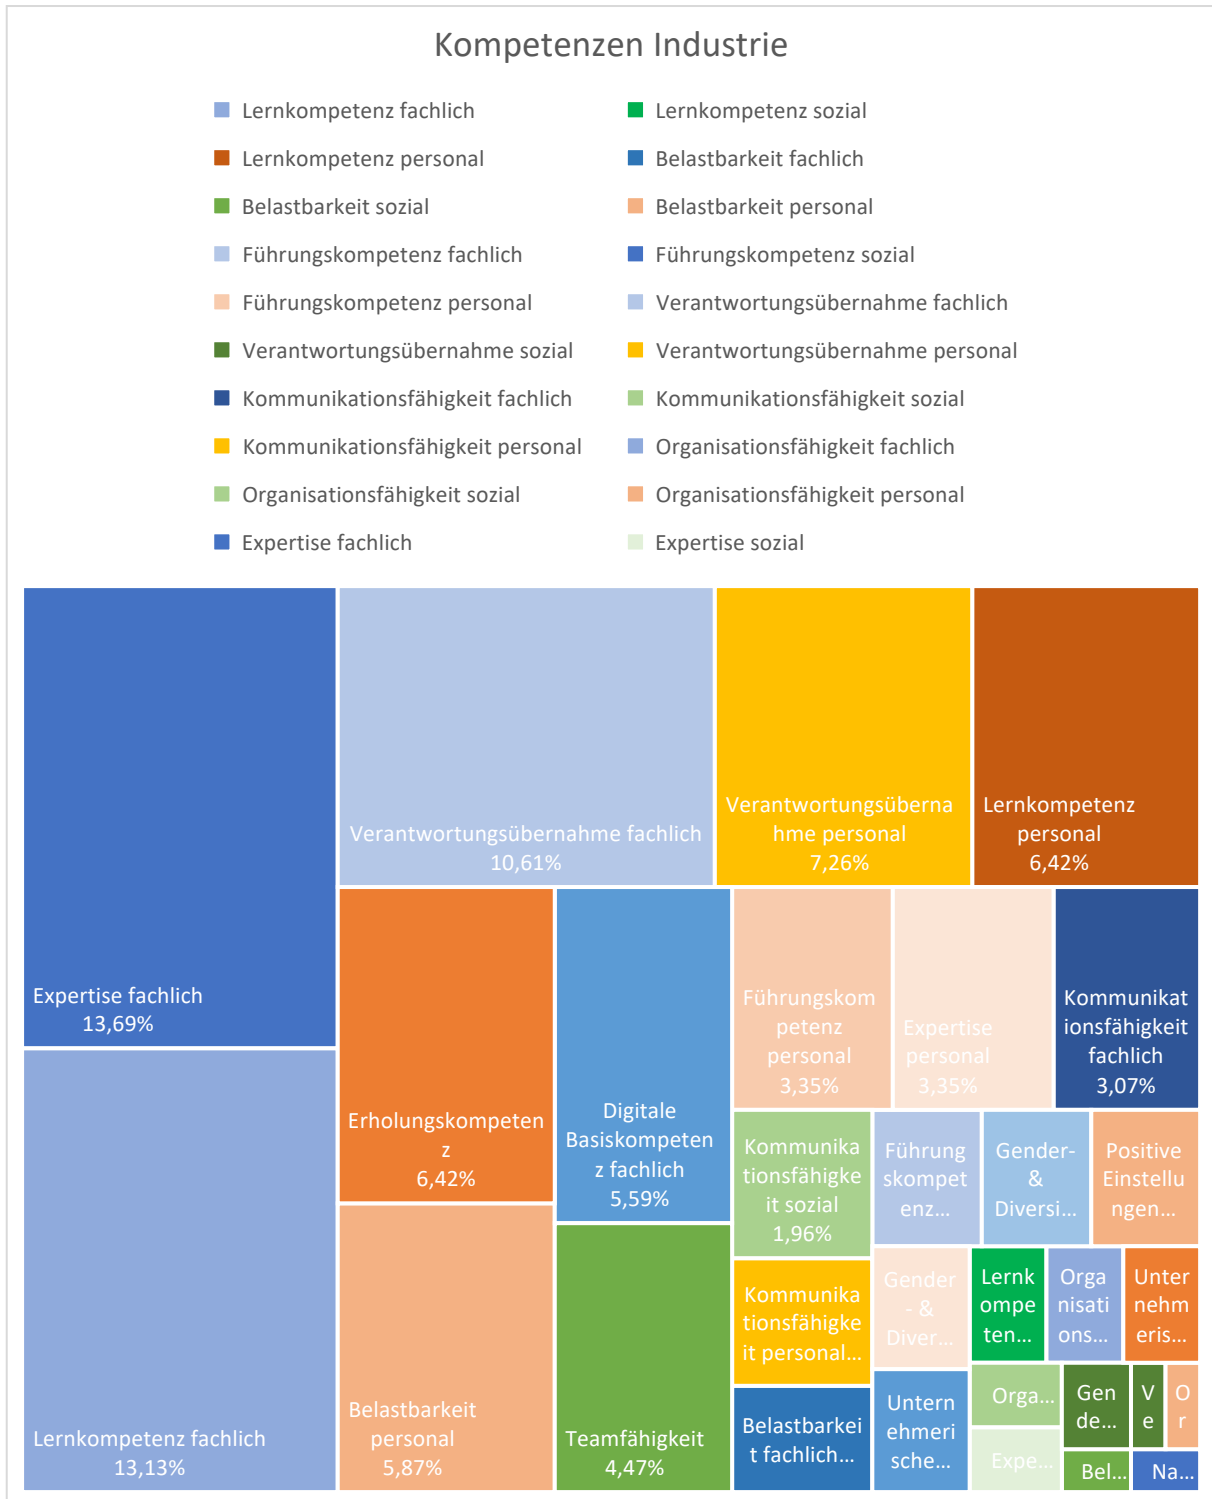 Kompetenzen Industrie
Lernkompetenz fachlich
Lernkompetenz sozial
Lernkompetenz personal
Belastbarkeit fachlich
Belastbarkeit sozial
Belastbarkeit personal
Führungskompetenz fachlich
Führungskompetenz sozial
Führungskompetenz personal
Verantwortungsübernahme fachlich
Verantwortungsübernahme sozial
Verantwortungsübernahme personal
Kommunikationsfähigkeit fachlich
Kommunikationsfähigkeit sozial
Kommunikationsfähigkeit personal
Organisationsfähigkeit fachlich
Organisationsfähigkeit sozial
Organisationsfähigkeit personal
Expertise fachlich
Expertise sozial
Expertise fachlich
13,69%
Lernkompetenz fachlich
13,13%
Verantwortungsübernahme fachlich
10,61%
Verantwortungsüberna
hme personal
7,26%
Lernkompetenz
personal
6,42%
Erholungskompeten
z
6,42%
Belastbarkeit
personal
5,87%
Digitale
Basiskompeten
z fachlich
5,59%
Teamfähigkeit
4,47%
Führungskom
petenz
personal
3,35%
Expertise
personal
3,35%
Kommunikat
ionsfähigkeit
fachlich
3,07%
Kommunika
tionsfähigke
it sozial
1,96%
Kommunika
tionsfähigke
it personal…
Belastbarkei
t fachlich…
Führung
skompet
enz…
Gender-
&
Diversi…
Positive
Einstellu
ngen…
Gender
- &
Diver…
Untern
ehmeri
sche…
Lernk
ompe
ten…
Orga
nisati
ons…
Unter
nehm
eris…
Orga…
Expe…
Gen
de…
V
e
O
r
Bel…
Na…